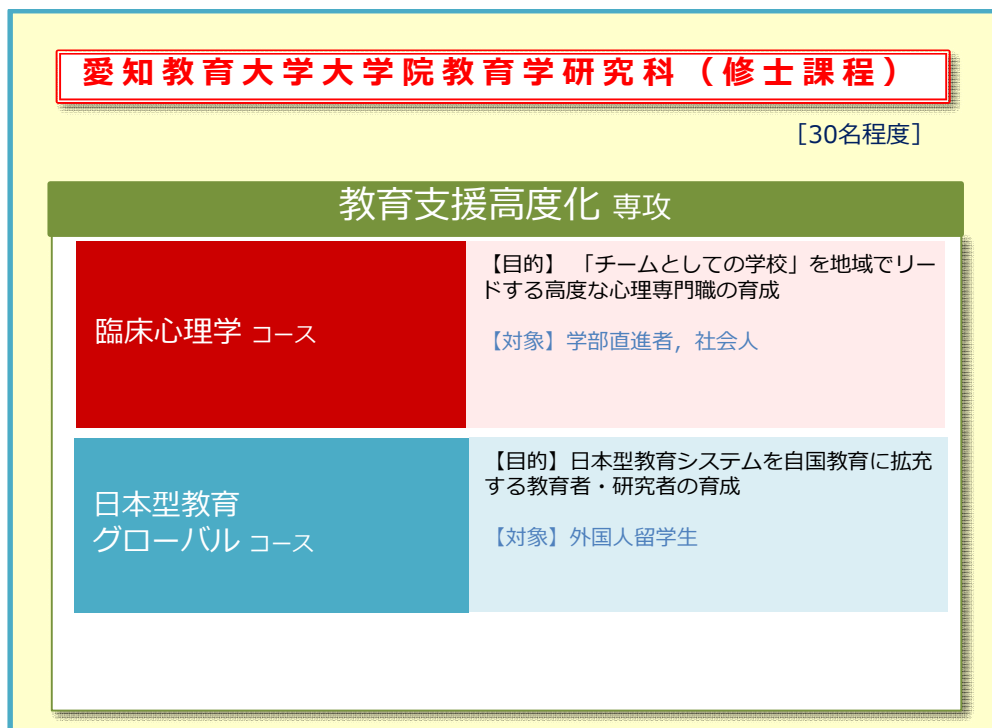 愛知教育大学大学院教育学研究科（修士課程）
［30名程度］
教育支援高度化 専攻
臨床心理学 コース
【目的】 「チームとしての学校」を地域でリー
ドする高度な心理専門職の育成
【対象】学部直進者，社会人
日本型教育
グローバル コース
【目的】日本型教育システムを自国教育に拡充
する教育者・研究者の育成
【対象】外国人留学生